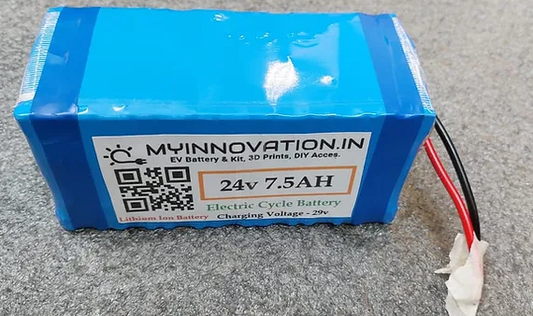 MYINNOVATION.IN
EV Battery & Kit, 3D Prints, DIY Acces.
24v 7.5AH
Electric Cycle Battery
Lithium Ion Battery
Charging Voltage - 29v